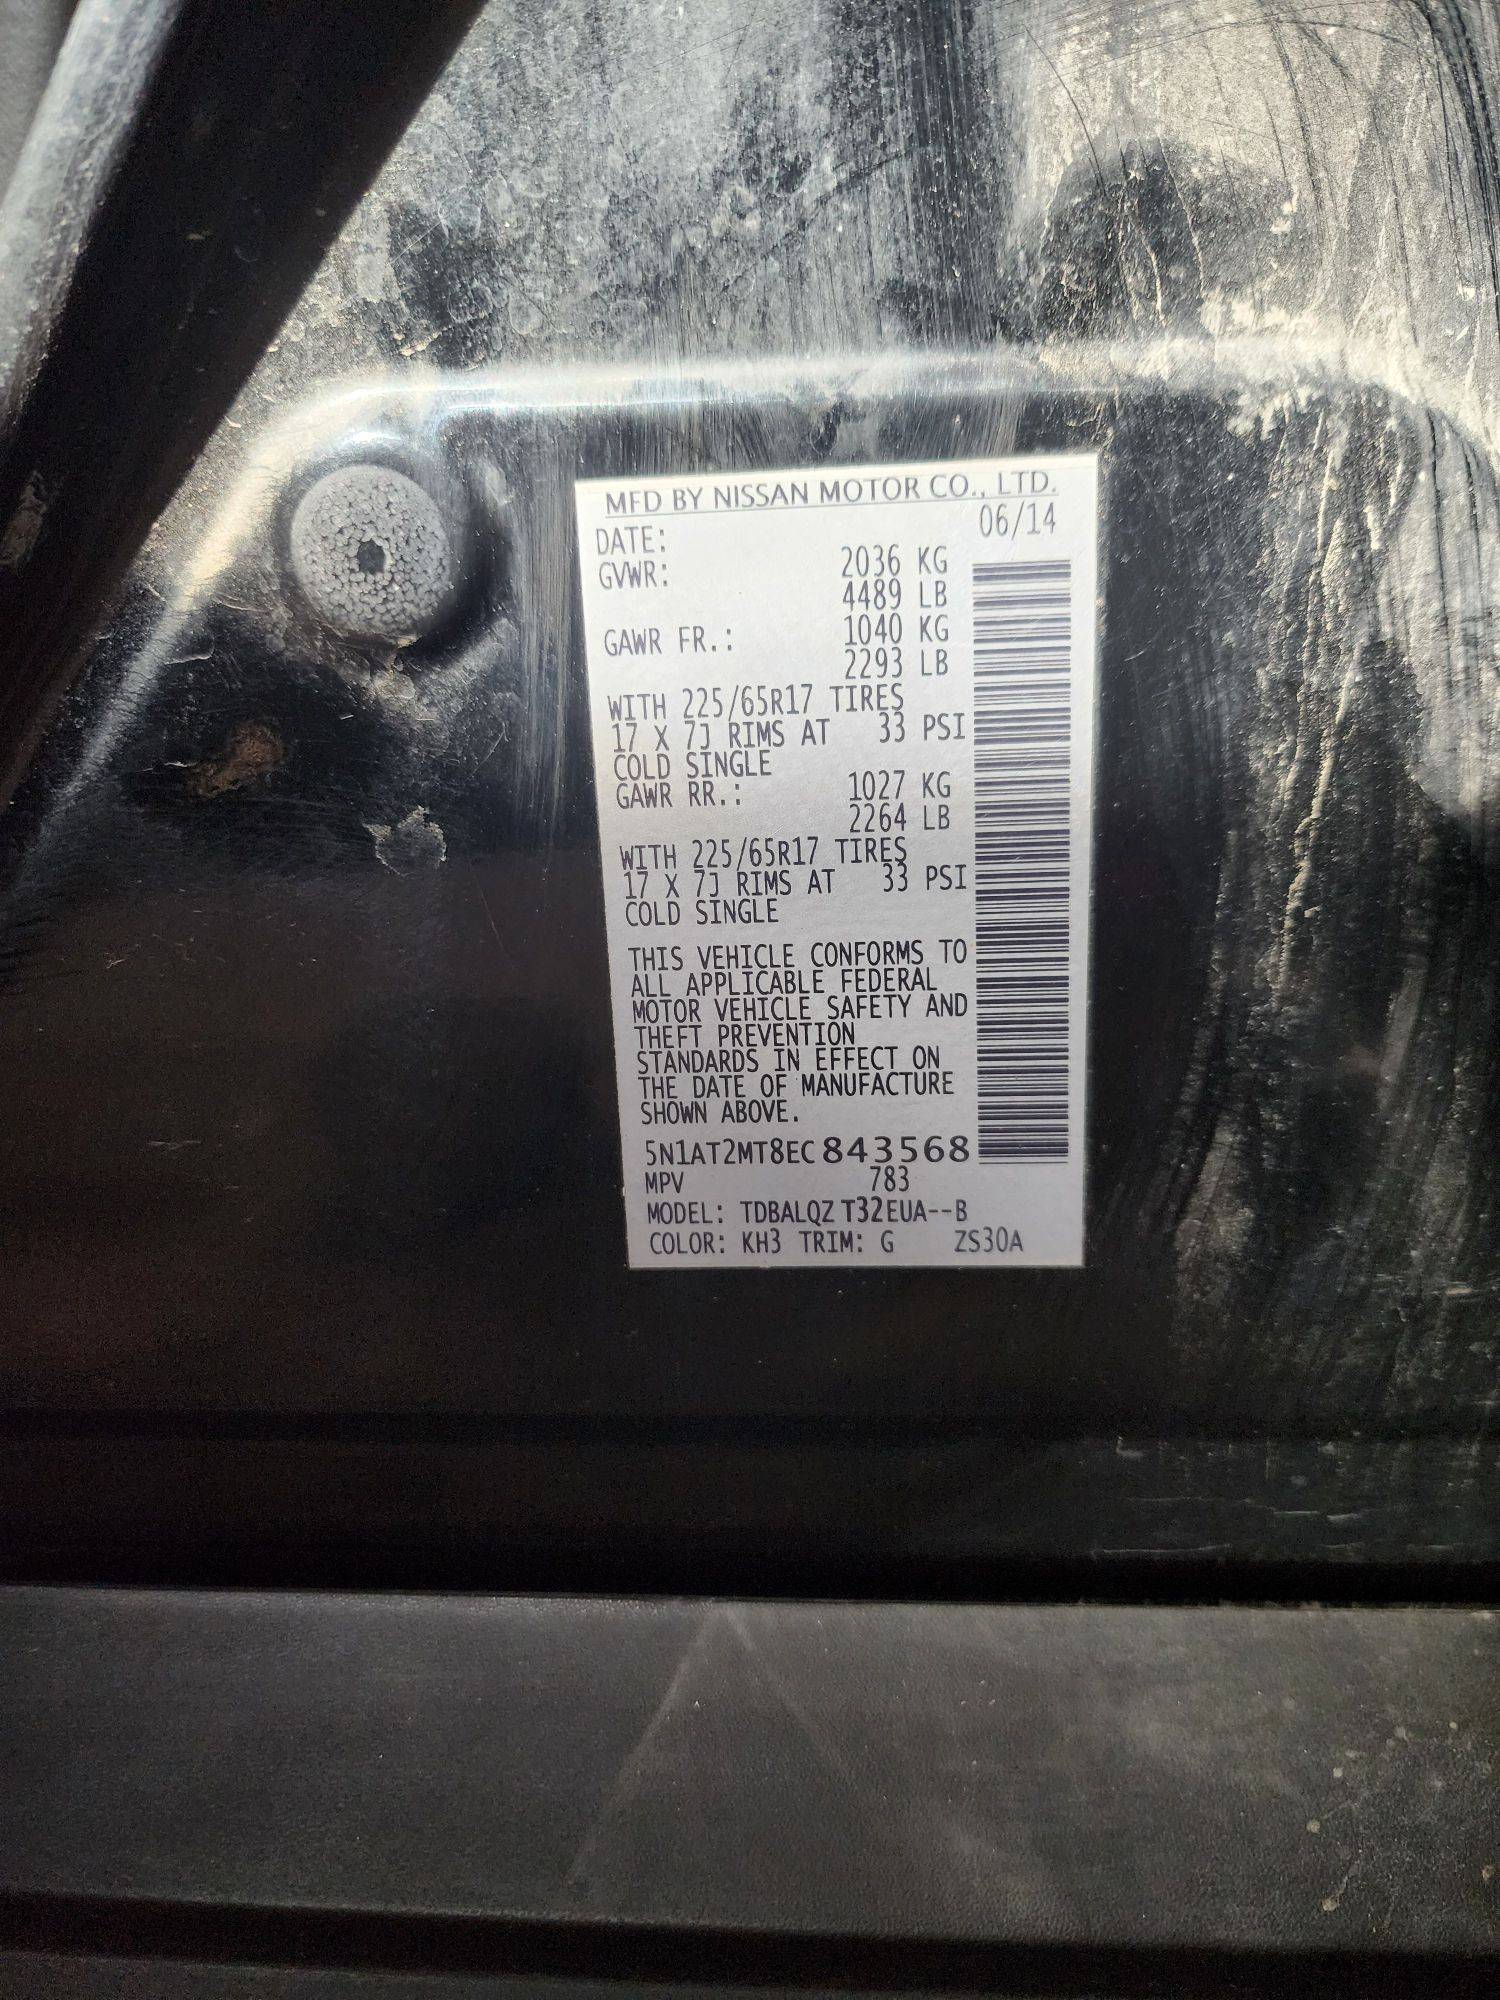 MFD BY NISSAN MOTOR CO., LTD.
DATE: 06/14
GVWR: 2036 KG
4489 LB
GAWR FR.: 1040 KG
2293 LB
WITH 225/65R17 TIRES
17 X 7J RIMS AT 33 PSI
COLD SINGLE
GAWR RR.: 1027 KG
2264 LB
WITH 225/65R17 TIRES
17 X 7J RIMS AT 33 PSI
COLD SINGLE
THIS VEHICLE CONFORMS TO
ALL APPLICABLE FEDERAL
MOTOR VEHICLE SAFETY AND
THEFT PREVENTION
STANDARDS IN EFFECT ON
THE DATE OF MANUFACTURE
SHOWN ABOVE.
5N1AT2MT8EC843568
MPV 783
MODEL: TDBALQZ T32EUA--B
COLOR: KH3 TRIM: G ZS30A